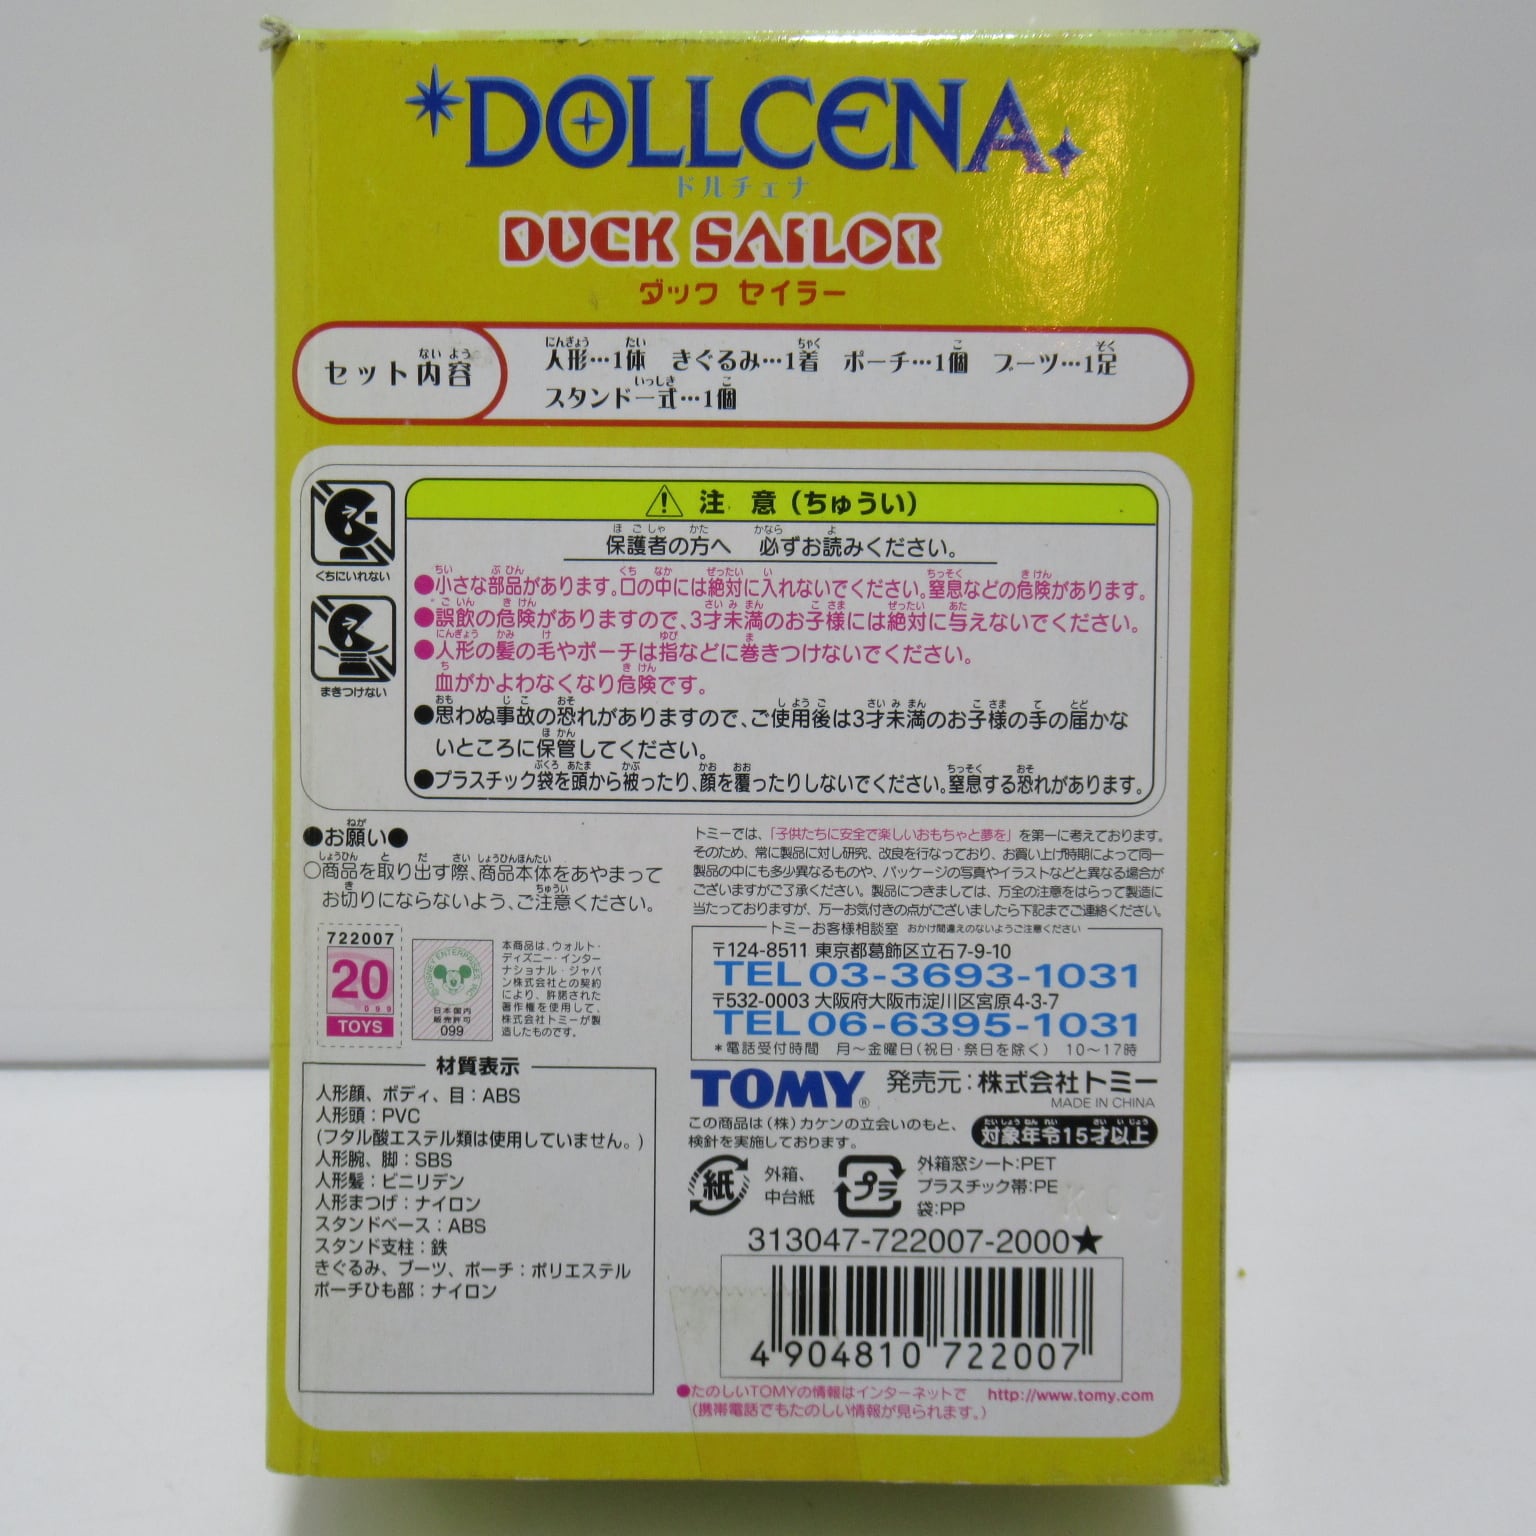 DOLLCENA
ドルチェナ
DUCK SAILOR
ダック セイラー
セット内容
人形…1体 きぐるみ…1着 ポーチ…1個 ブーツ…1足
スタンド一式…1個
注 意（ちゅうい）
保護者の方へ 必ずお読みください。
くちにいれない
まきつけない
●小さな部品があります。口の中には絶対に入れないでください。窒息などの危険があります。
●誤飲の危険がありますので、3才未満のお子様には絶対に与えないでください。
●人形の髪の毛やポーチは指などに巻きつけないでください。
血がかよわなくなり危険です。
●思わぬ事故の恐れがありますので、ご使用後は3才未満のお子様の手の届かな
いところに保管してください。
●プラスチック袋を頭から被ったり、顔を覆ったりしないでください。窒息する恐れがあります。
●お願い●
○商品を取り出す際、商品本体をあやまって
お切りにならないよう、ご注意ください。
722007
20
099
TOYS
DISNEY ENTERPRISES, INC.
日本国内
販売許可
099
本商品は、ウォルト・
ディズニー・インター
ナショナル・ジャパ
ン株式会社との契約
により、許諾された
著作権を使用して、
株式会社トミーが製
造したものです。
材質表示
人形顔、ボディ、目：ABS
人形頭：PVC
(フタル酸エステル類は使用していません。)
人形腕、脚：SBS
人形髪：ビニリデン
人形まつげ：ナイロン
スタンドベース：ABS
スタンド支柱：鉄
きぐるみ、ブーツ、ポーチ：ポリエステル
ポーチひも部：ナイロン
トミーでは、「子供たちに安全で楽しいおもちゃと夢を」を第一に考えております。
そのため、常に製品に対し研究、改良を行なっており、お買い上げ時期によって同一
製品の中にも多少異なるものや、パッケージの写真やイラストなどと異なる場合が
ございますがご了承ください。製品につきましては、万全の注意をはらって製造に
当たっておりますが、万一お気付きの点がございましたら下記までご連絡ください。
トミーお客様相談室 おかけ間違えのないようご注意ください
〒124-8511 東京都葛飾区立石7-9-10
TEL 03-3693-1031
〒532-0003 大阪府大阪市淀川区宮原4-3-7
TEL 06-6395-1031
＊電話受付時間 月～金曜日(祝日・祭日を除く) 10～17時
TOMY® 発売元：株式会社トミー
MADE IN CHINA
この商品は(株)カケンの立会いのもと、
検針を実施しております。
対象年令15才以上
紙
外箱、
中台紙
プラ
外箱窓シート：PET
プラスチック帯：PE
袋：PP
313047-722007-2000★
4 904810 722007
●たのしいTOMYの情報はインターネットで http://www.tomy.com
(携帯電話でもたのしい情報が見られます。)